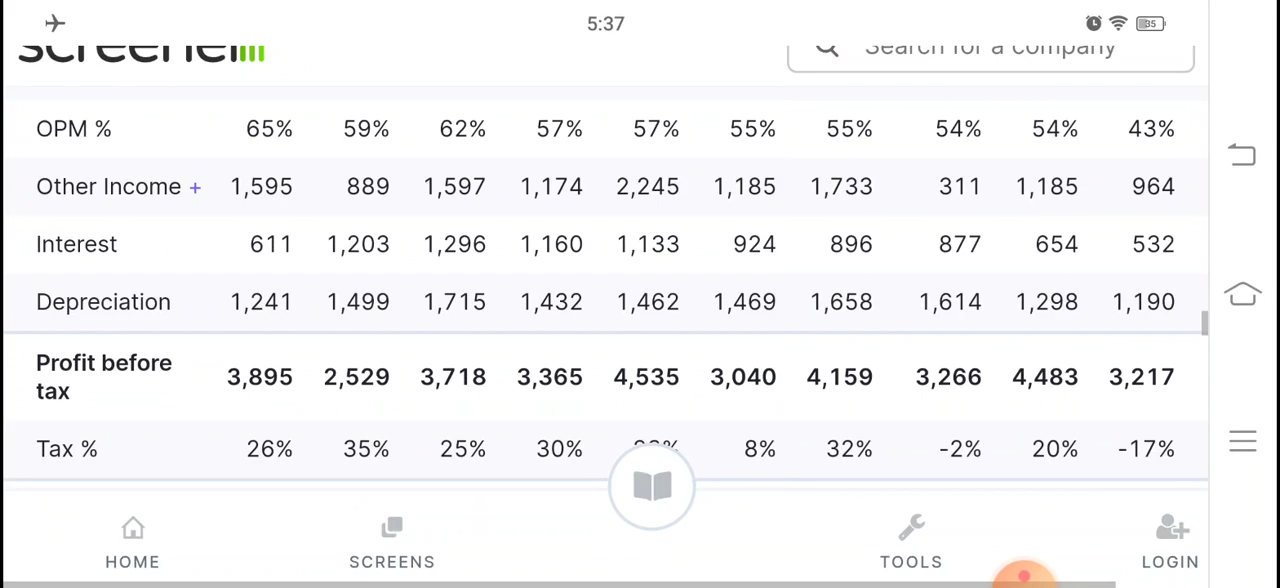 5:37
35
screener
Search for a company
OPM % 65% 59% 62% 57% 57% 55% 55% 54% 54% 43%
Other Income + 1,595 889 1,597 1,174 2,245 1,185 1,733 311 1,185 964
Interest 611 1,203 1,296 1,160 1,133 924 896 877 654 532
Depreciation 1,241 1,499 1,715 1,432 1,462 1,469 1,658 1,614 1,298 1,190
Profit before
tax 3,895 2,529 3,718 3,365 4,535 3,040 4,159 3,266 4,483 3,217
Tax % 26% 35% 25% 30% 8% 32% -2% 20% -17%
HOME SCREENS TOOLS LOGIN